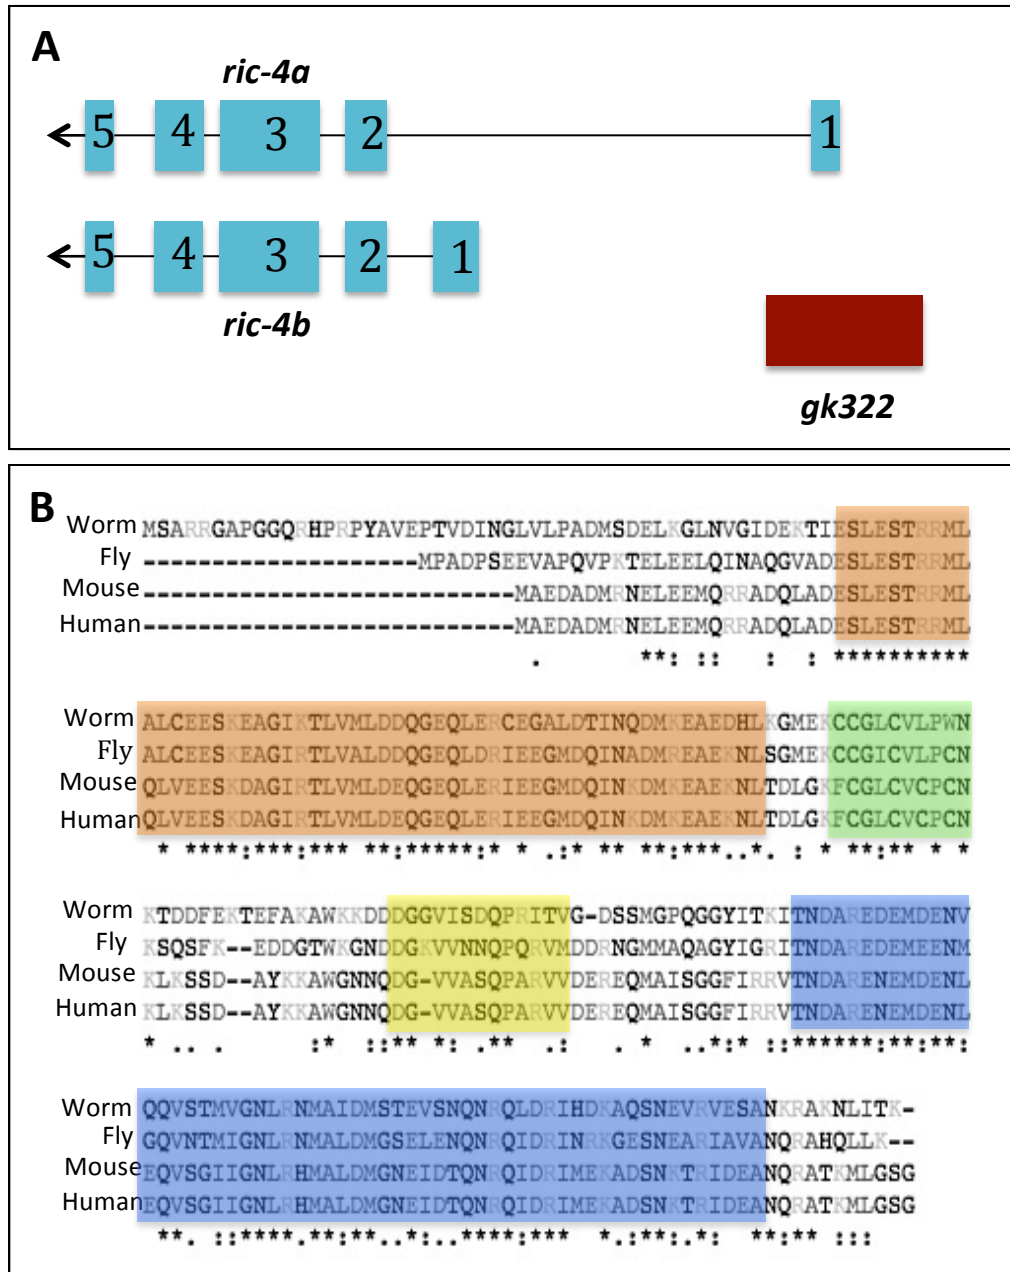 A
ric-4a
5 4 3 2 1
5 4 3 2 1
ric-4b
gk322
B
Worm MSARRGAPGGQRHPRPYAVEPTVDINGLVLPADMSDELKGLNVGIDEKTIESLESTRRML
Fly --------------------MPADPSEEVAPQVPKTELEELQINAQGVADESLESTRRML
Mouse ---------------------------MAEDADMRNELEEMQRRADQLADESLESTRRML
Human ---------------------------MAEDADMRNELEEMQRRADQLADESLESTRRML
. **: :: : : **********
Worm ALCEESKEAGIKTLVMLDDQGEQLERCEGALDTINQDMKEAEDHLKGMEKCCGLCVLPWN
Fly ALCEESKEAGIRTLVALDDQGEQLDRIEEGMDQINADMREAEKNLSGMEKCCGICVLPCN
Mouse QLVEESKDAGIRTLVMLDEQGEQLERIEEGMDQINKDMKEAEKNLTDLGKFCGLCVCPCN
Human QLVEESKDAGIRTLVMLDEQGEQLERIEEGMDQINKDMKEAEKNLTDLGKFCGLCVCPCN
* ****:***:*** **:*****:* * .:* ** **:***..*. : * **:** * *
Worm KTDDFEKTEFAKAWKKDDDGGVISDQPRITVG-DSSMGPQGGYITKITNDAREDEMDENV
Fly KSQSFK--EDDGTWKGNDDGKVVNNQPQRVMDDRNGMMAQAGYIGRITNDAREDEMEENM
Mouse KLKSSD--AYKKAWGNNQDG-VVASQPARVVDEREQMAISGGFIRRVTNDARENEMDENL
Human KLKSSD--AYKKAWGNNQDG-VVASQPARVVDEREQMAISGGFIRRVTNDARENEMDENL
* .. . :* ::** *: .** .: . * ..*:* ::******:**:**:
Worm QQVSTMVGNLRNMAIDMSTEVSNQNRQLDRIHDKAQSNEVRVESANKRAKNLITK-
Fly GQVNTMIGNLRNMALDMGSELENQNRQIDRINRKGESNEARIAVANQRAHQLLK--
Mouse EQVSGIIGNLRHMALDMGNEIDTQNRQIDRIMEKADSNKTRIDEANQRATKMLGSG
Human EQVSGIIGNLRHMALDMGNEIDTQNRQIDRIMEKADSNKTRIDEANQRATKMLGSG
**. ::****:**:**..*:..****:*** *.:**:.*: **:** :::